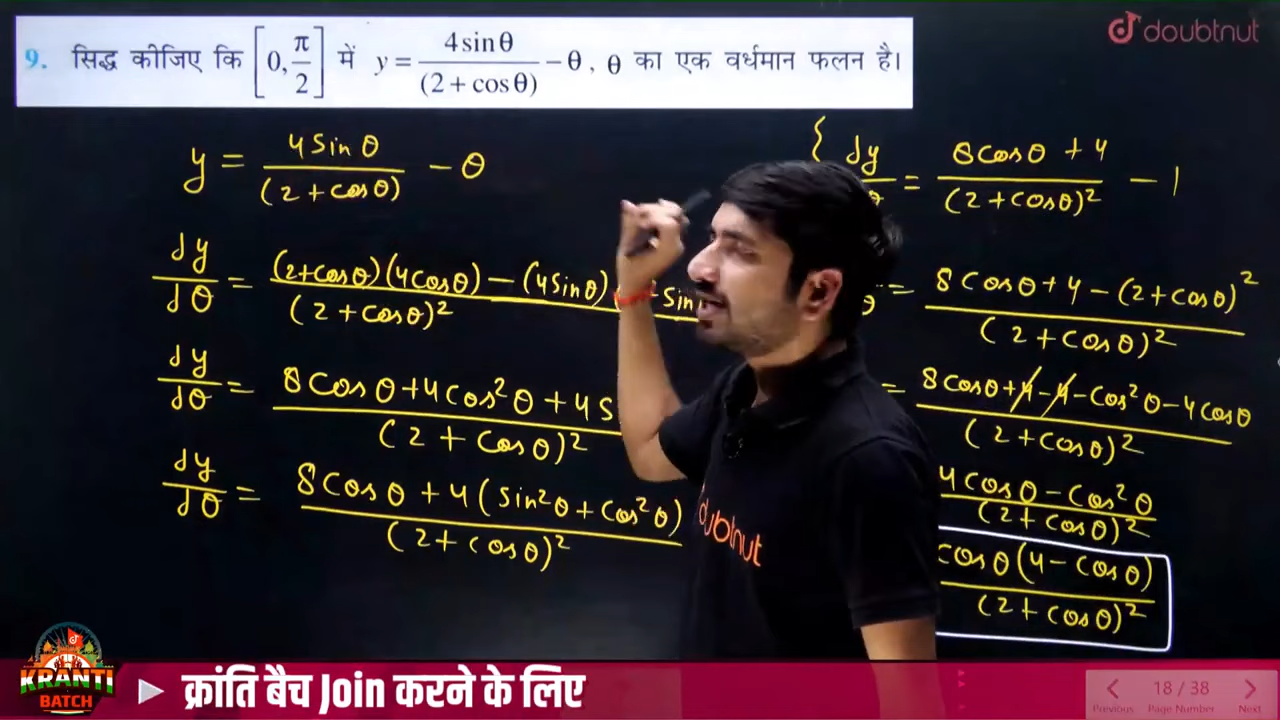 doubtnut
9. सिद्ध कीजिए कि [0, π/2] में y = 4sinθ/(2+cosθ) − θ, θ का एक वर्धमान फलन है।
y = 4Sinθ/(2+cosθ) − θ
dy/dθ = (2+cosθ)(4cosθ) − (4Sinθ) - Sin/(2+cosθ)²
dy/dθ = 8Cosθ+4Cos²θ+4S/(2+Cosθ)²
dy/dθ = 8Cosθ+4(Sin²θ+Cos²θ)/(2+cosθ)²
{ dy/θ = 8cosθ+4/(2+cosθ)² − 1
θ = 8Cosθ+4−(2+cosθ)²/(2+Cosθ)²
= 8cosθ+4−4−Cos²θ−4cosθ/(2+Cosθ)²
4Cosθ−Cos²θ/(2+Cosθ)²
Cosθ(4−Cosθ)/(2+Cosθ)²
doubtnut
KRANTI
BATCH
क्रांति बैच Join करने के लिए
18 / 38
Previous Page Number Next